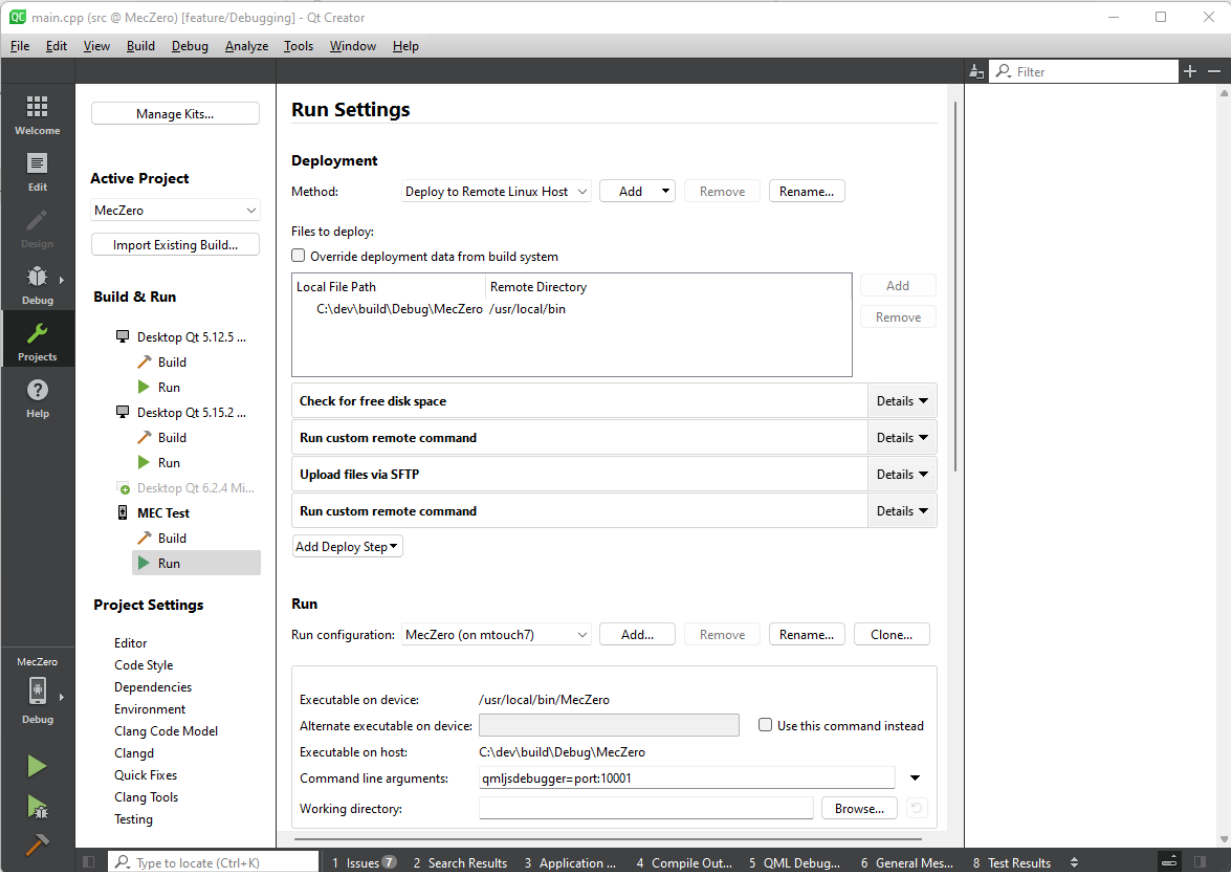 main.cpp (src @ MecZero) [feature/Debugging] - Qt Creator
File Edit View Build Debug Analyze Tools Window Help
Filter
Welcome
Edit
Design
Debug
Projects
Help
MecZero
Debug
Manage Kits...
Active Project
MecZero
Import Existing Build...
Build & Run
Desktop Qt 5.12.5 ...
Build
Run
Desktop Qt 5.15.2 ...
Build
Run
Desktop Qt 6.2.4 Mi...
MEC Test
Build
Run
Project Settings
Editor
Code Style
Dependencies
Environment
Clang Code Model
Clangd
Quick Fixes
Clang Tools
Testing
Run Settings
Deployment
Method: Deploy to Remote Linux Host Add Remove Rename...
Files to deploy:
Override deployment data from build system
Local File Path Remote Directory
C:\dev\build\Debug\MecZero /usr/local/bin
Add
Remove
Check for free disk space Details
Run custom remote command Details
Upload files via SFTP Details
Run custom remote command Details
Add Deploy Step
Run
Run configuration: MecZero (on mtouch7) Add... Remove Rename... Clone...
Executable on device: /usr/local/bin/MecZero
Alternate executable on device: Use this command instead
Executable on host: C:\dev\build\Debug\MecZero
Command line arguments: qmljsdebugger=port:10001
Working directory: Browse...
Type to locate (Ctrl+K) 1 Issues 7 2 Search Results 3 Application ... 4 Compile Out... 5 QML Debug... 6 General Mes... 8 Test Results